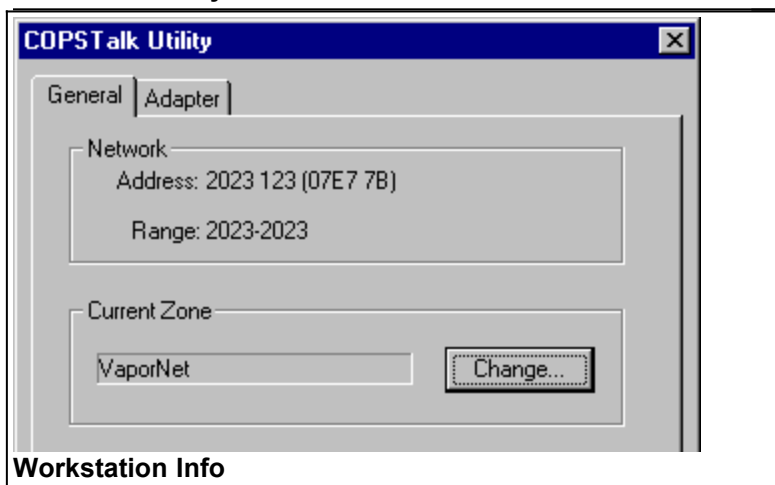 COPSTalk Utility
General Adapter
Network
Address: 2023 123 (07E7 7B)
Range: 2023-2023
Current Zone
VaporNet Change...
Workstation Info